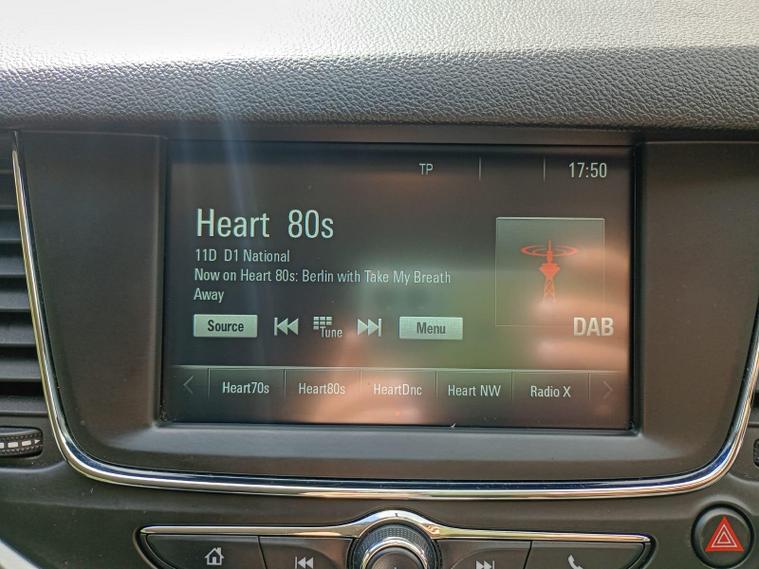 TP 17:50
Heart 80s
11D D1 National
Now on Heart 80s: Berlin with Take My Breath
Away
Source Tune Menu
DAB
Heart70s Heart80s HeartDnc Heart NW Radio X